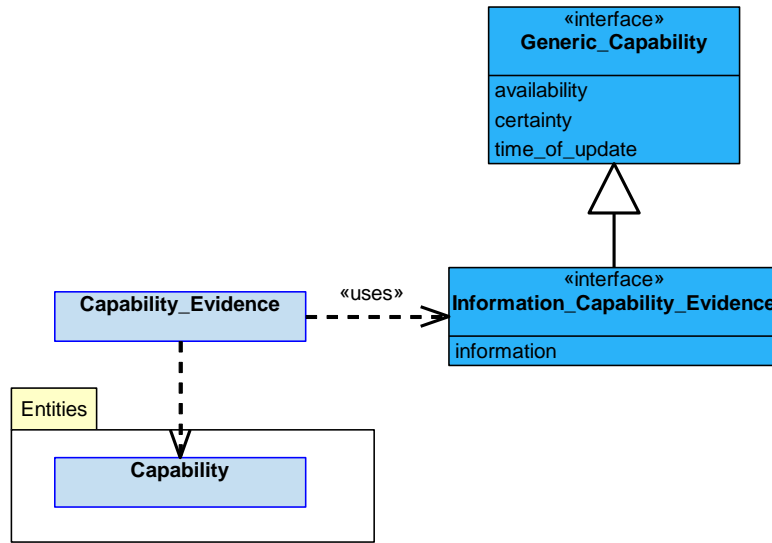 «interface»
Generic_Capability
availability
certainty
time_of_update
«interface»
Information_Capability_Evidence
information
Capability_Evidence
«uses»
Entities
Capability